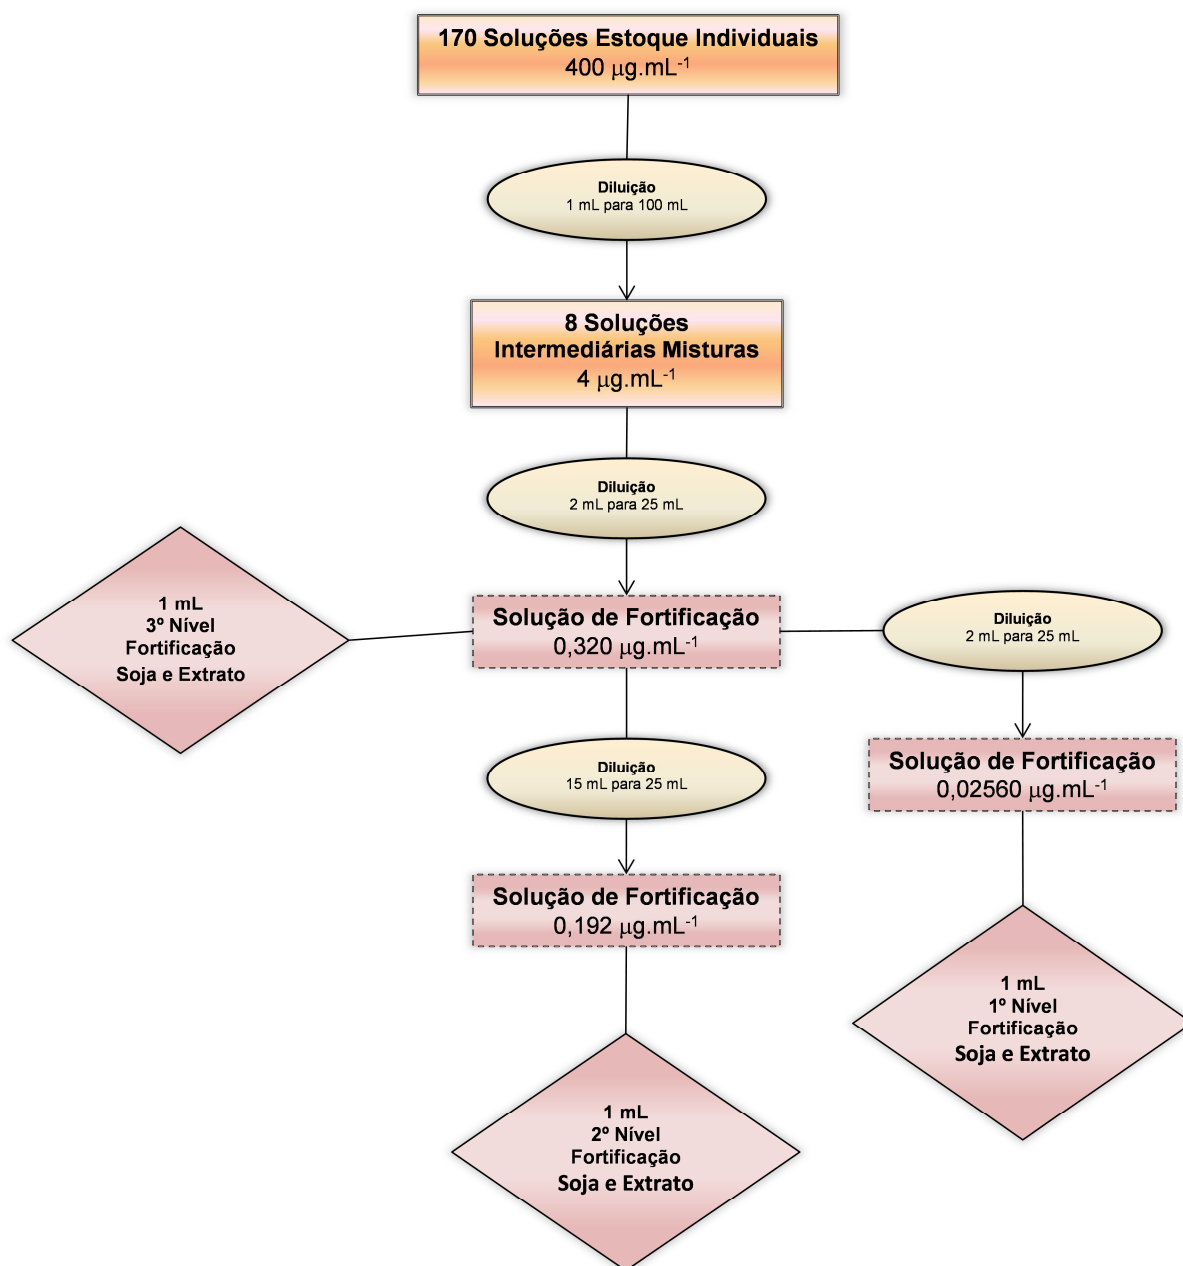 170 Soluções Estoque Individuais
400 µg.mL⁻¹
Diluição
1 mL para 100 mL
8 Soluções
Intermediárias Misturas
4 µg.mL⁻¹
Diluição
2 mL para 25 mL
1 mL
3º Nível
Fortificação
Soja e Extrato
Solução de Fortificação
0,320 µg.mL⁻¹
Diluição
2 mL para 25 mL
Diluição
15 mL para 25 mL
Solução de Fortificação
0,02560 µg.mL⁻¹
Solução de Fortificação
0,192 µg.mL⁻¹
1 mL
1º Nível
Fortificação
Soja e Extrato
1 mL
2º Nível
Fortificação
Soja e Extrato